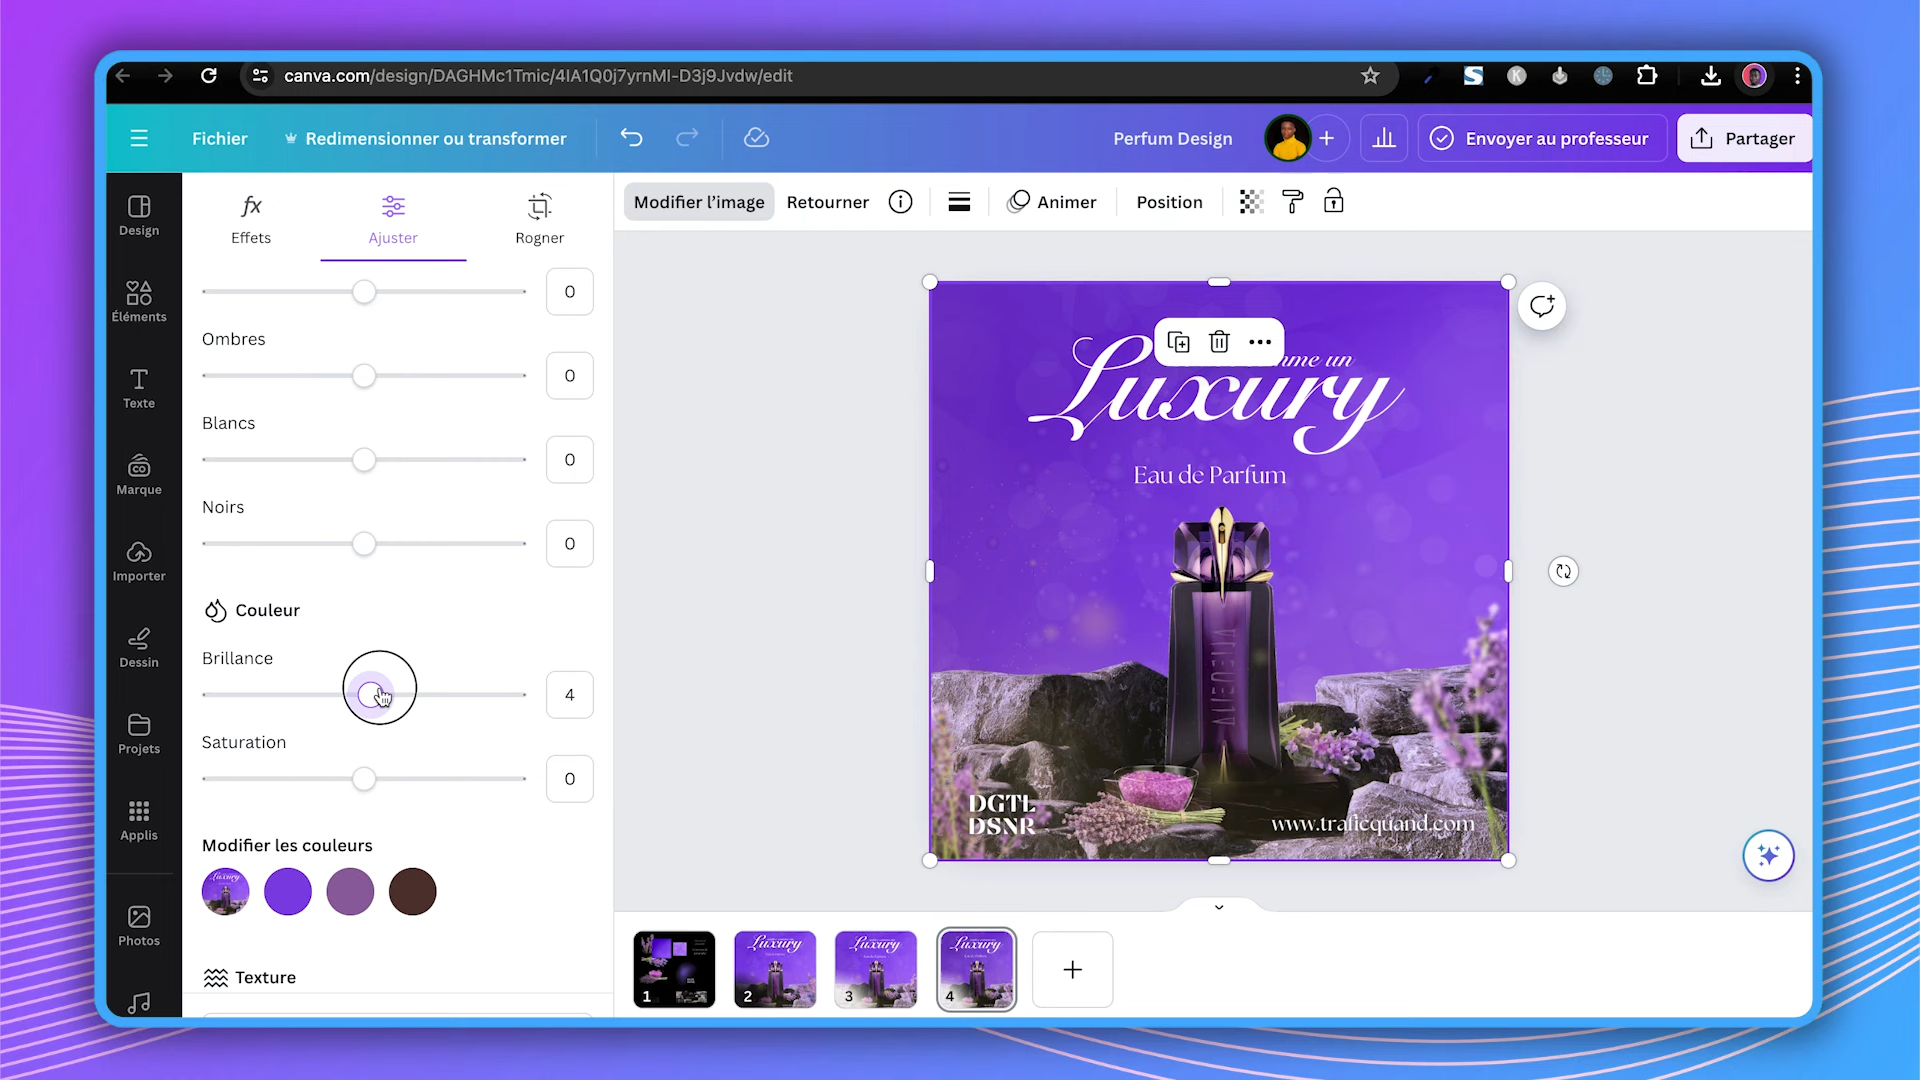 canva.com/design/DAGHMc1Tmic/4IA1Q0j7yrnMI-D3j9Jvdw/edit
Fichier
Redimensionner ou transformer
Perfum Design
Envoyer au professeur
Partager
Design
Éléments
Texte
Marque
Importer
Dessin
Projets
Applis
Photos
fx
Effets
Ajuster
Rogner
0
Ombres
0
Blancs
0
Noirs
0
Couleur
Brillance
4
Saturation
0
Modifier les couleurs
Texture
Modifier l'image
Retourner
Animer
Position
Luxury
Eau de Parfum
DGTL
DSNR
www.traficquand.com
1
2
3
4